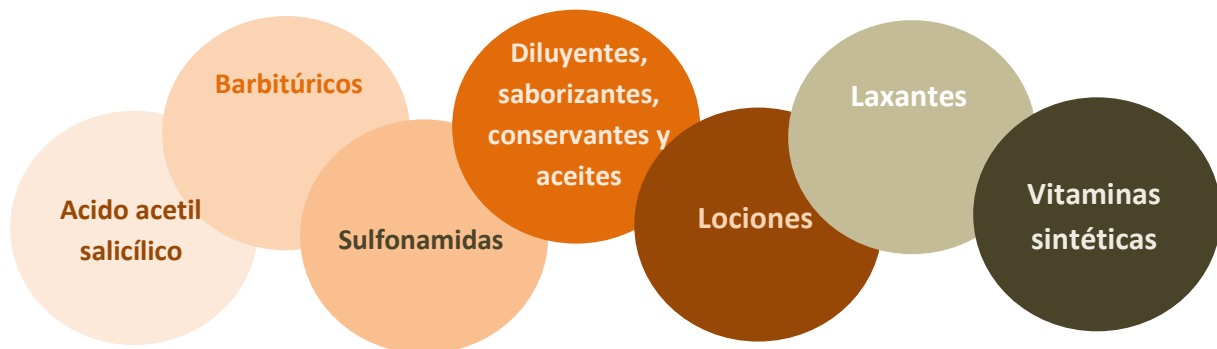 Acido acetil
salicílico
Barbitúricos
Sulfonamidas
Diluyentes,
saborizantes,
conservantes y
aceites
Lociones
Laxantes
Vitaminas
sintéticas